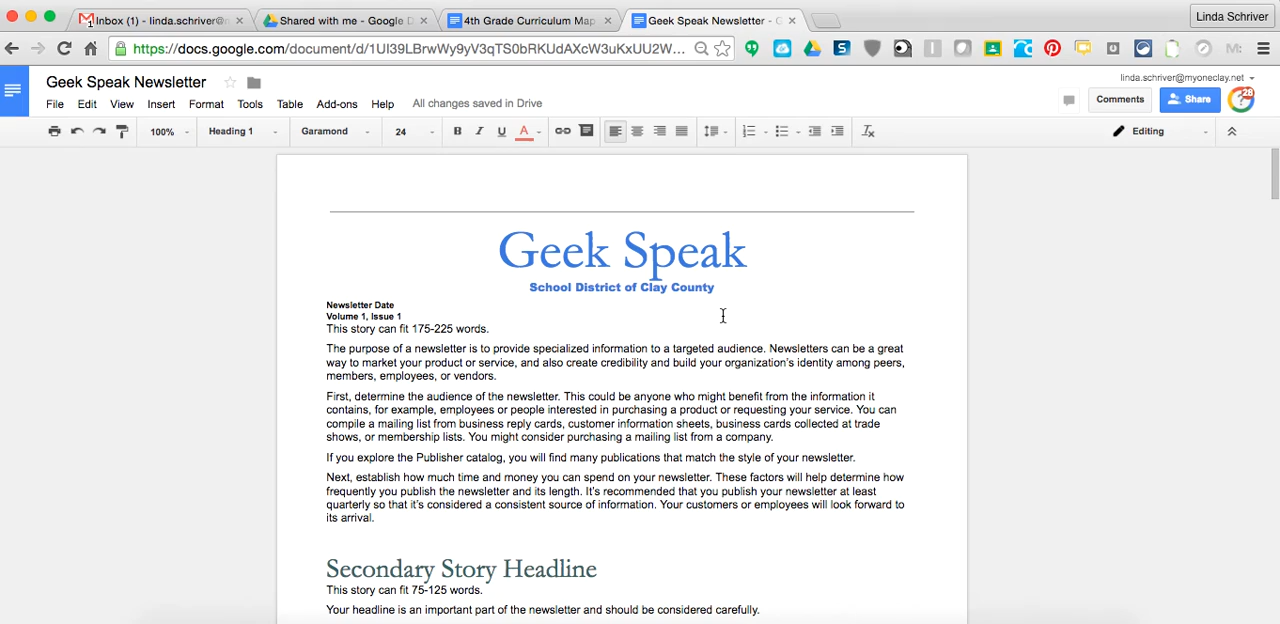 Inbox (1) - linda.schriver@
Shared with me - Google D
4th Grade Curriculum Map
Geek Speak Newsletter - G
Linda Schriver
https://docs.google.com/document/d/1UI39LBrwWy9yV3qTS0bRKUdAXcW3uKxUU2W...
Geek Speak Newsletter
linda.schriver@myoneclay.net
File Edit View Insert Format Tools Table Add-ons Help All changes saved in Drive
Comments Share 28
100% Heading 1 Garamond 24 B I U A Editing
Geek Speak
School District of Clay County
Newsletter Date
Volume 1, Issue 1
This story can fit 175-225 words.
The purpose of a newsletter is to provide specialized information to a targeted audience. Newsletters can be a great
way to market your product or service, and also create credibility and build your organization's identity among peers,
members, employees, or vendors.
First, determine the audience of the newsletter. This could be anyone who might benefit from the information it
contains, for example, employees or people interested in purchasing a product or requesting your service. You can
compile a mailing list from business reply cards, customer information sheets, business cards collected at trade
shows, or membership lists. You might consider purchasing a mailing list from a company.
If you explore the Publisher catalog, you will find many publications that match the style of your newsletter.
Next, establish how much time and money you can spend on your newsletter. These factors will help determine how
frequently you publish the newsletter and its length. It's recommended that you publish your newsletter at least
quarterly so that it's considered a consistent source of information. Your customers or employees will look forward to
its arrival.
Secondary Story Headline
This story can fit 75-125 words.
Your headline is an important part of the newsletter and should be considered carefully.